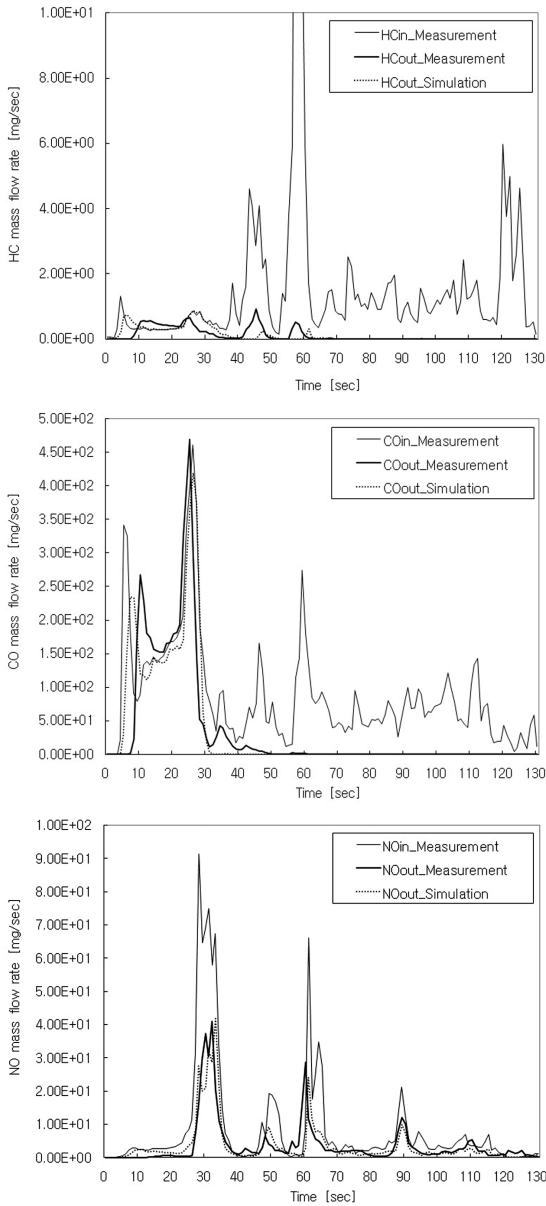 1.00E+01
8.00E+00
6.00E+00
4.00E+00
2.00E+00
0.00E+00
HC mass flow rate [mg/sec]
HCin_Measurement
HCout_Measurement
HCout_Simulation
0 10 20 30 40 50 60 70 80 90 100 110 120 130
Time [sec]
5.00E+02
4.50E+02
4.00E+02
3.50E+02
3.00E+02
2.50E+02
2.00E+02
1.50E+02
1.00E+02
5.00E+01
0.00E+00
CO mass flow rate [mg/sec]
COin_Measurement
COout_Measurement
COout_Simulation
0 10 20 30 40 50 60 70 80 90 100 110 120 130
Time [sec]
1.00E+02
9.00E+01
8.00E+01
7.00E+01
6.00E+01
5.00E+01
4.00E+01
3.00E+01
2.00E+01
1.00E+01
0.00E+00
NO mass flow rate [mg/sec]
NOin_Measurement
NOout_Measurement
NOout_Simulation
0 10 20 30 40 50 60 70 80 90 100 110 120 130
Time [sec]